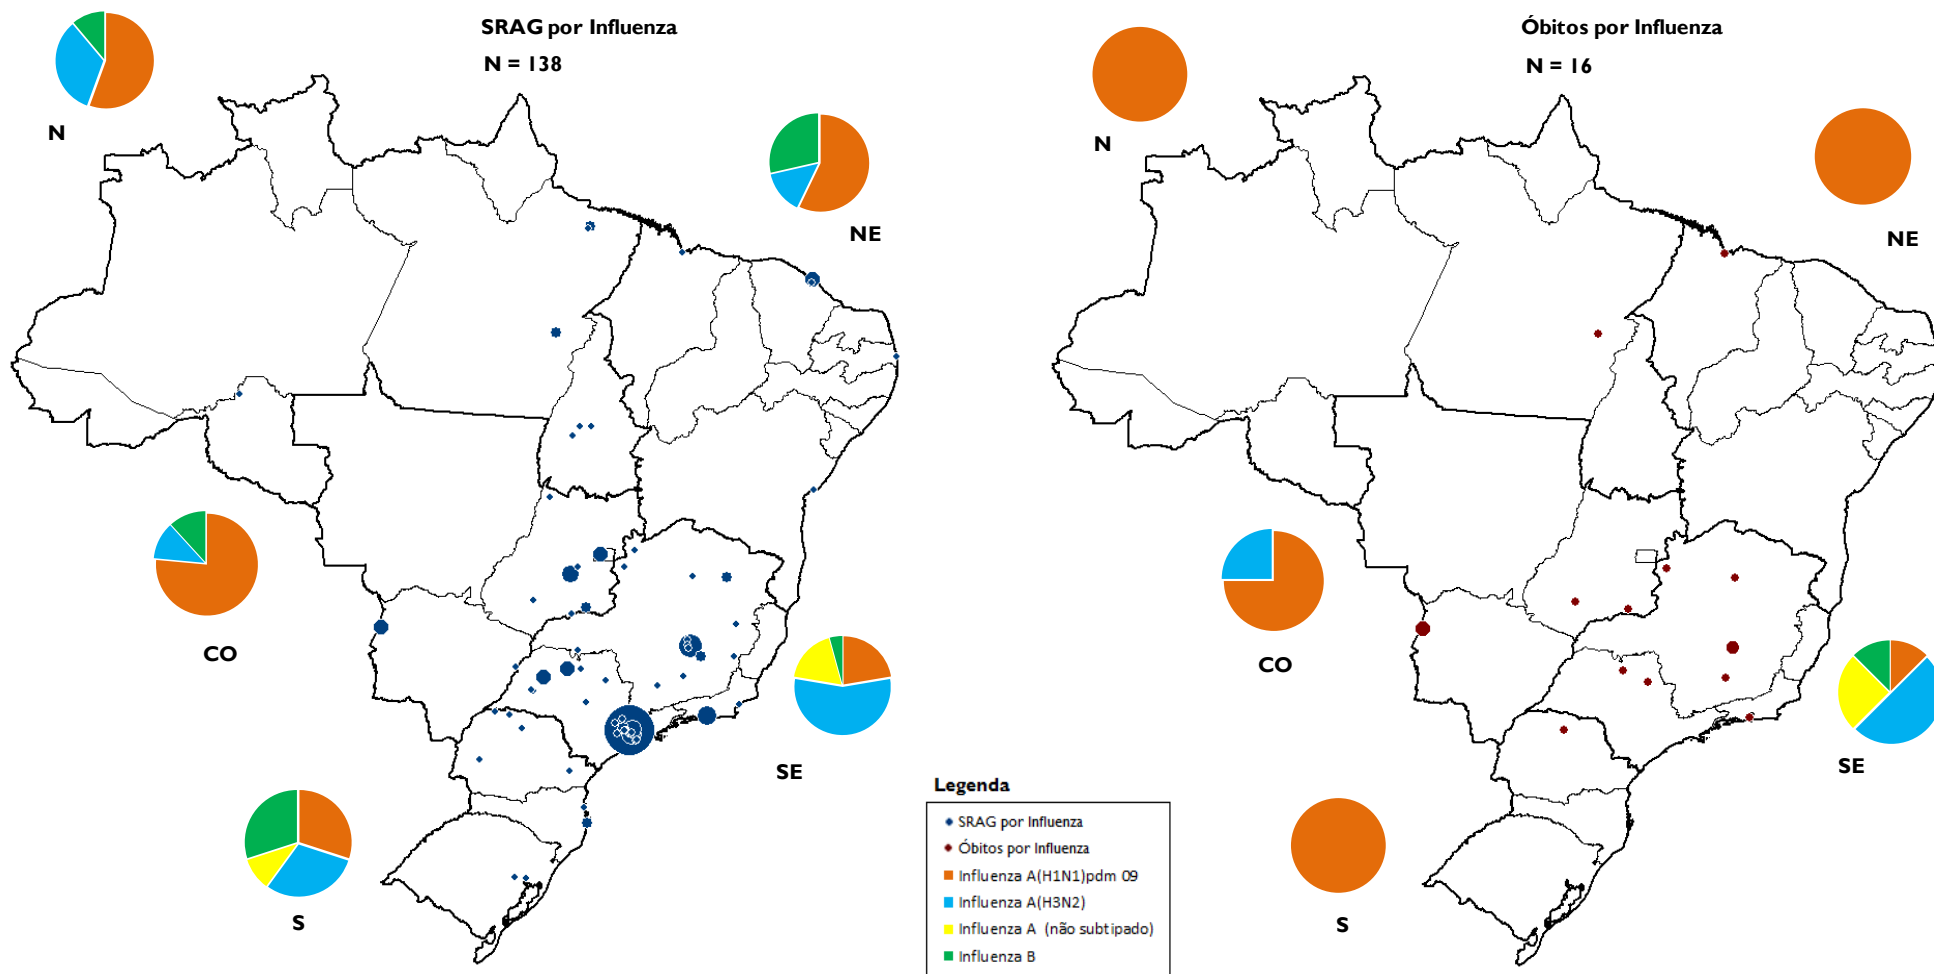 SRAG por Influenza
N = 138
N
NE
CO
SE
S
Óbitos por Influenza
N = 16
N
NE
CO
SE
S
Legenda
SRAG por Influenza
Óbitos por Influenza
Influenza A(H1N1)pdm 09
Influenza A(H3N2)
Influenza A (não subtipado)
Influenza B